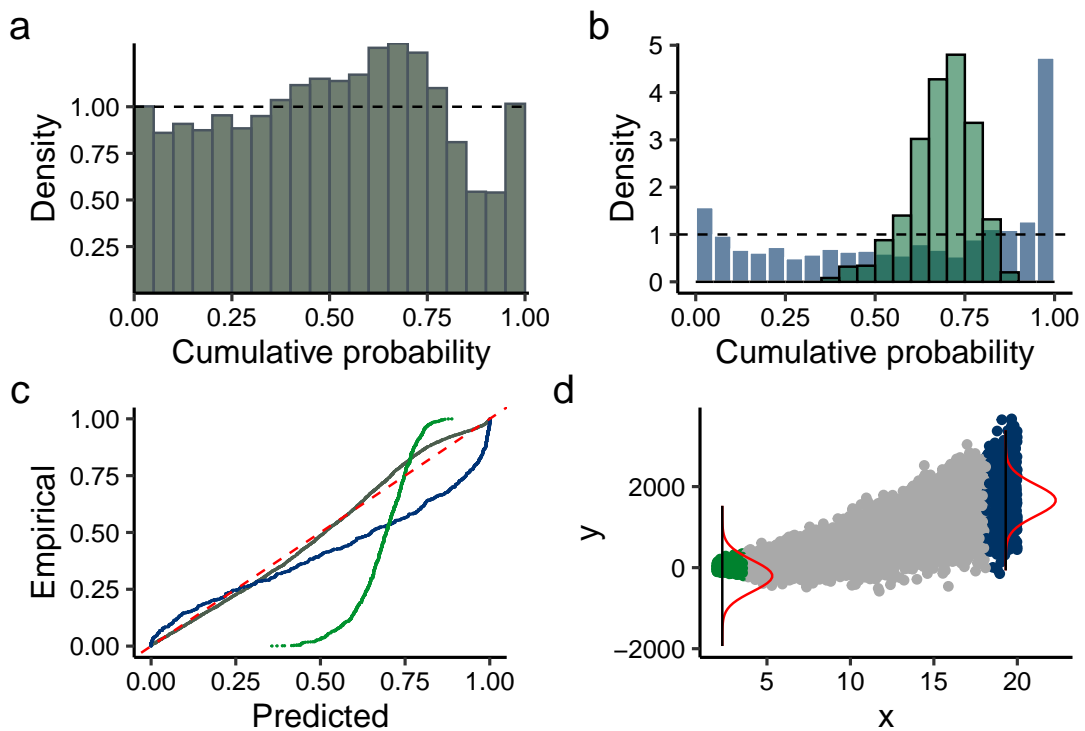 a
1.00
0.75
0.50
0.25
Density
0.00 0.25 0.50 0.75 1.00
Cumulative probability
b
5
4
3
2
1
0
Density
0.00 0.25 0.50 0.75 1.00
Cumulative probability
c
1.00
0.75
0.50
0.25
0.00
Empirical
0.00 0.25 0.50 0.75 1.00
Predicted
d
2000
0
−2000
y
5 10 15 20
x